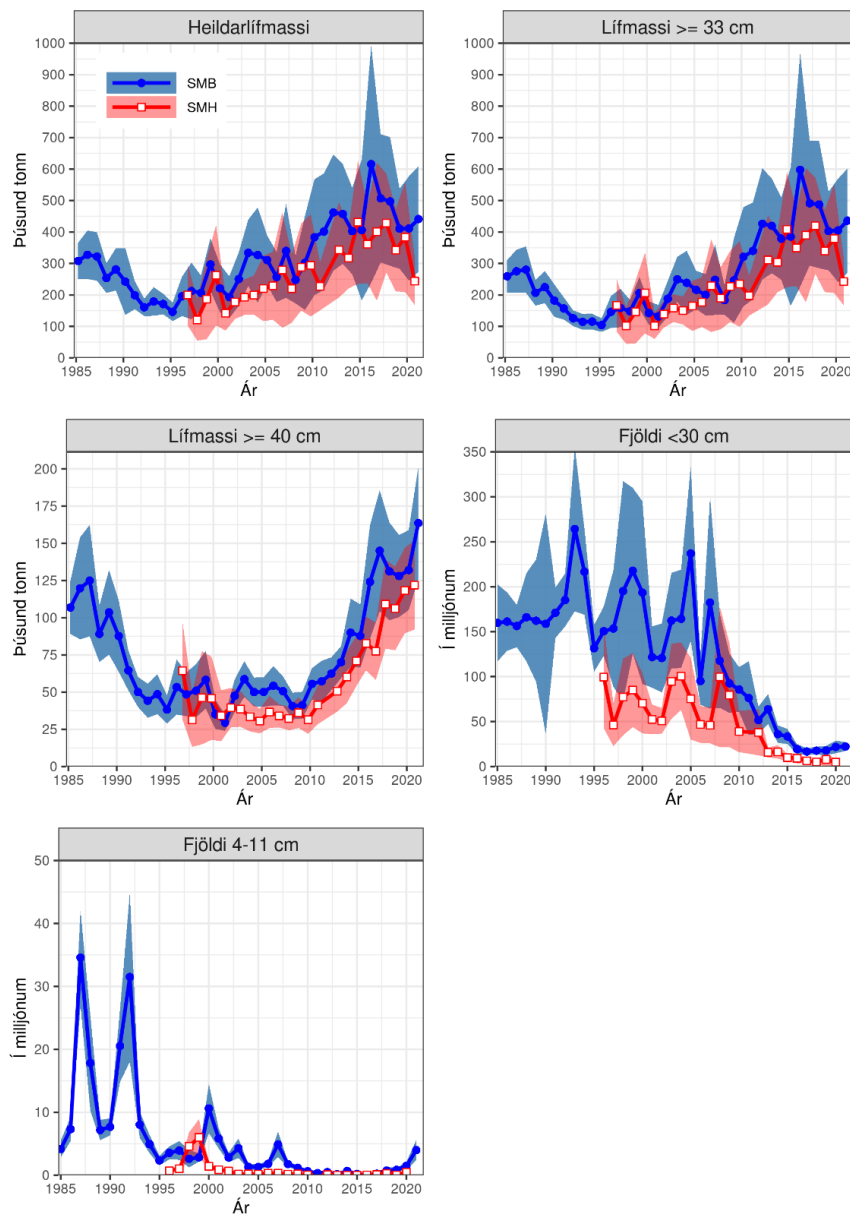 Heildarlífmassi
Þúsund tonn
1000
900
800
700
600
500
400
300
200
100
0
SMB
SMH
1985 1990 1995 2000 2005 2010 2015 2020
Ár
Lífmassi >= 33 cm
Þúsund tonn
1000
900
800
700
600
500
400
300
200
100
0
1985 1990 1995 2000 2005 2010 2015 2020
Ár
Lífmassi >= 40 cm
Þúsund tonn
200
175
150
125
100
75
50
25
0
1985 1990 1995 2000 2005 2010 2015 2020
Ár
Fjöldi <30 cm
Í milljónum
350
300
250
200
150
100
50
0
1985 1990 1995 2000 2005 2010 2015 2020
Ár
Fjöldi 4-11 cm
Í milljónum
50
40
30
20
10
0
1985 1990 1995 2000 2005 2010 2015 2020
Ár